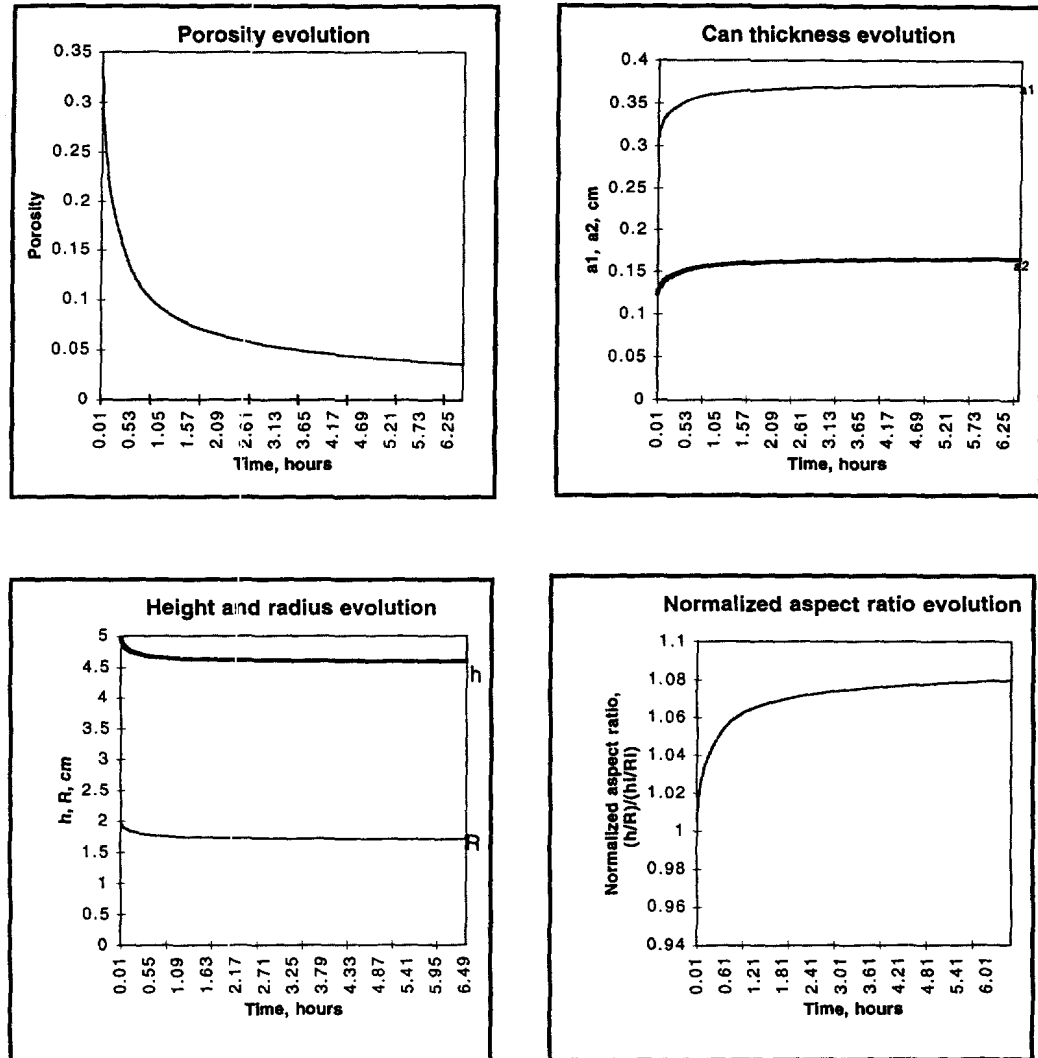 Porosity evolution
0.35
0.3
0.25
0.2
0.15
0.1
0.05
0
Porosity
0.01 0.53 1.05 1.57 2.09 2.61 3.13 3.65 4.17 4.69 5.21 5.73 6.25
Time, hours
Can thickness evolution
0.4
0.35
0.3
0.25
0.2
0.15
0.1
0.05
0
a1, a2, cm
a1
a2
0.01 0.53 1.05 1.57 2.09 2.61 3.13 3.65 4.17 4.69 5.21 5.73 6.25
Time, hours
Height and radius evolution
5
4.5
4
3.5
3
2.5
2
1.5
1
0.5
0
h, R, cm
h
R
0.01 0.55 1.09 1.63 2.17 2.71 3.25 3.79 4.33 4.87 5.41 5.95 6.49
Time, hours
Normalized aspect ratio evolution
1.1
1.08
1.06
1.04
1.02
1
0.98
0.96
0.94
Normalized aspect ratio,
(h/R)/(hi/Ri)
0.01 0.61 1.21 1.81 2.41 3.01 3.61 4.21 4.81 5.41 6.01
Time, hours